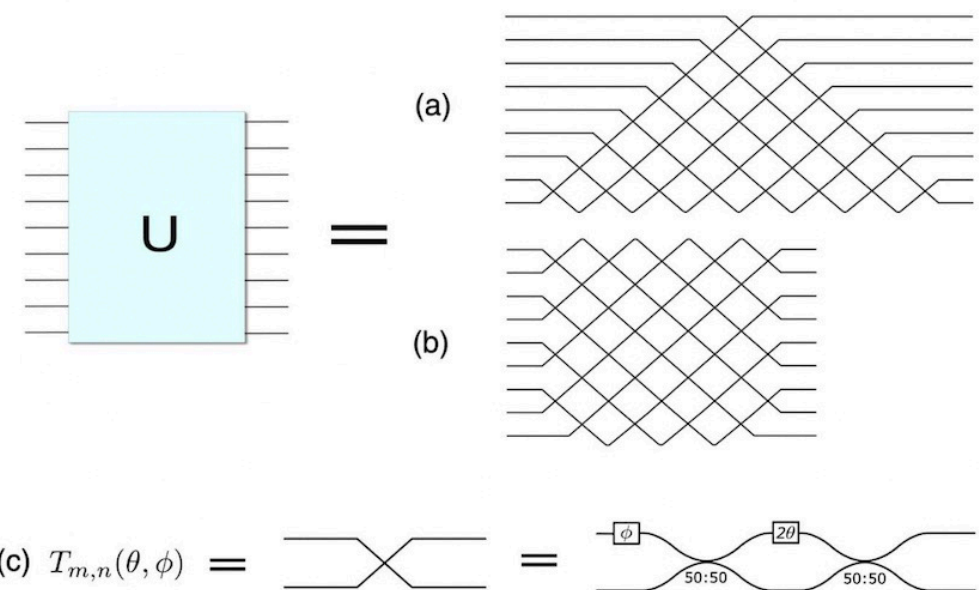 (a)
U
=
(b)
(c) T_{m,n}(θ, ϕ) = = ϕ 2θ
50:50 50:50